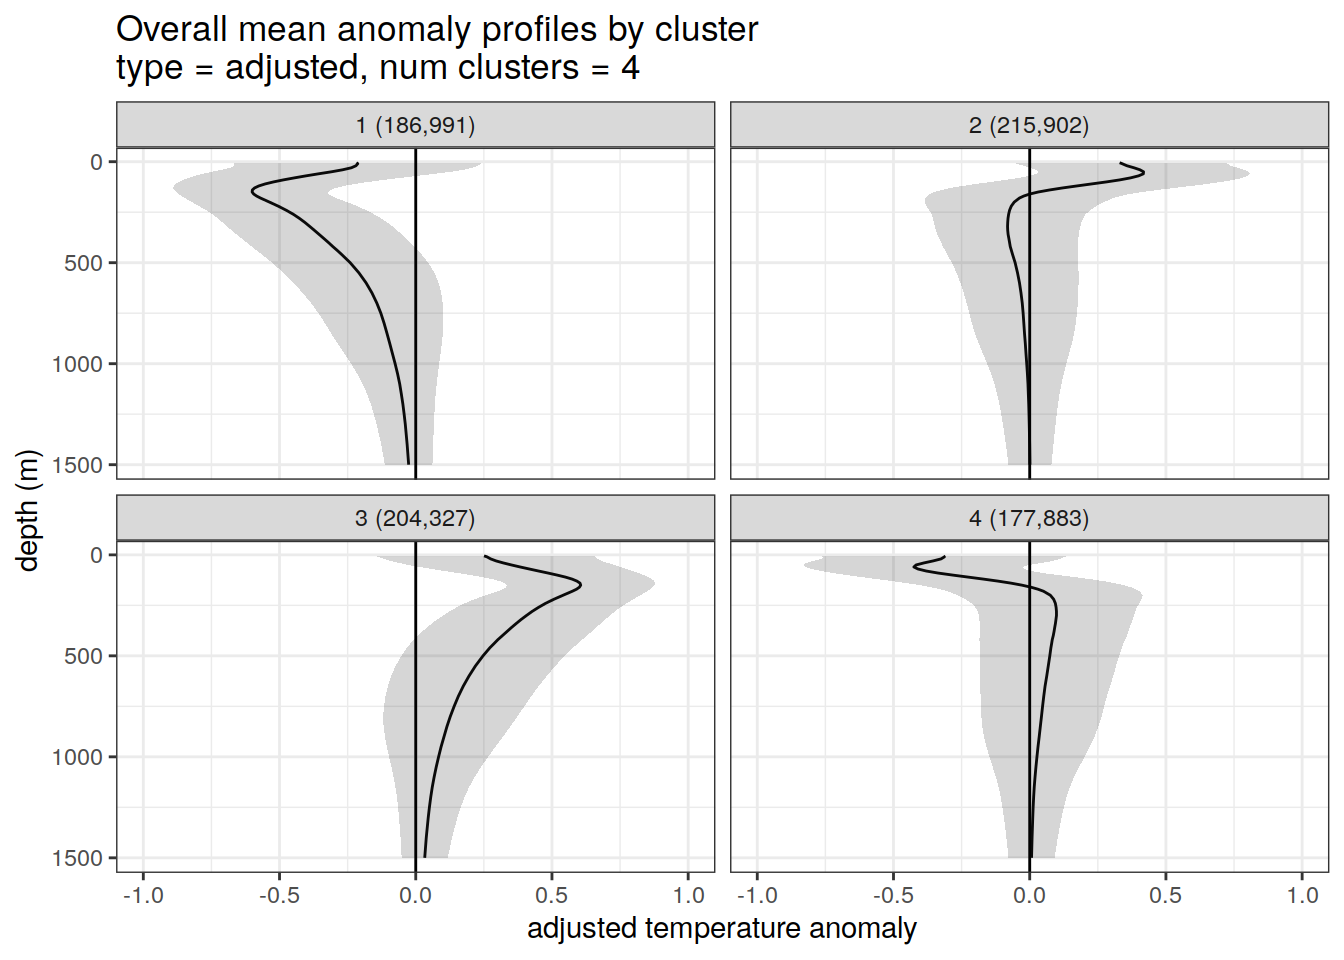 Overall mean anomaly profiles by cluster
type = adjusted, num clusters = 4
1 (186,991)
2 (215,902)
0
500
1000
1500
3 (204,327)
4 (177,883)
0
500
1000
1500
depth (m)
-1.0 -0.5 0.0 0.5 1.0 -1.0 -0.5 0.0 0.5 1.0
adjusted temperature anomaly